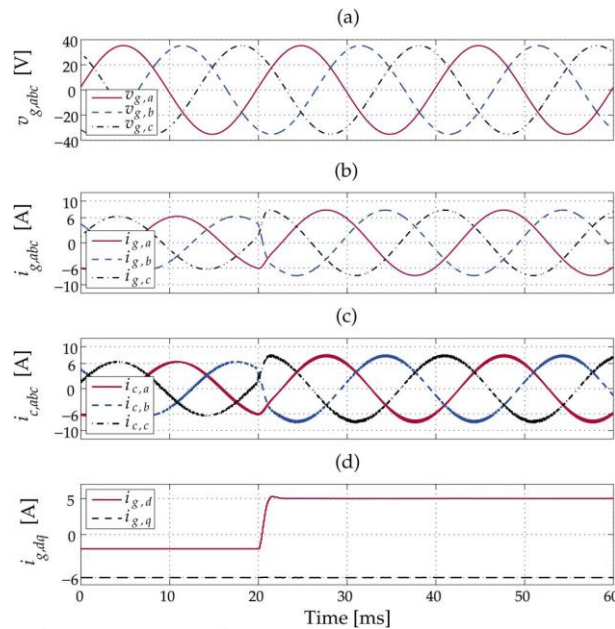 (a)
v_{g,abc} [V]
40
20
0
−20
−40
v_{g,a}
v_{g,b}
v_{g,c}
(b)
i_{g,abc} [A]
10
6
0
−6
−10
i_{g,a}
i_{g,b}
i_{g,c}
(c)
i_{c,abc} [A]
10
6
0
−6
−10
i_{c,a}
i_{c,b}
i_{c,c}
(d)
i_{g,dq} [A]
5
0
−6
i_{g,d}
i_{g,q}
0 10 20 30 40 50 60
Time [ms]